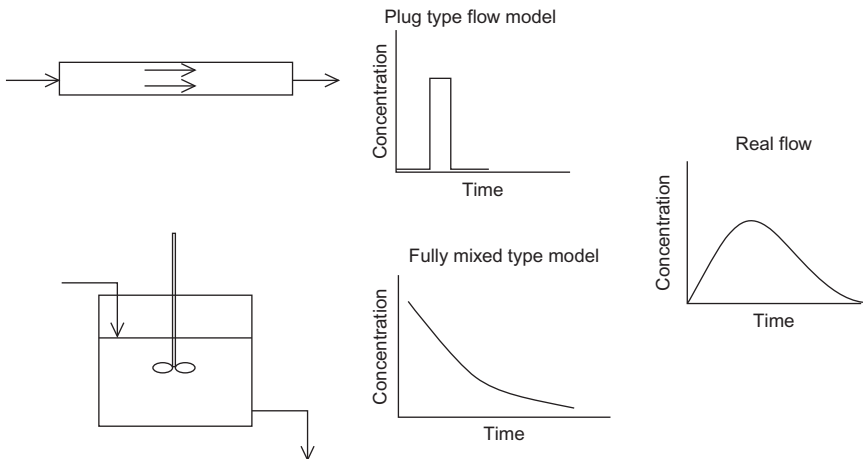 Plug type flow model
Concentration
Time
Real flow
Concentration
Time
Fully mixed type model
Concentration
Time